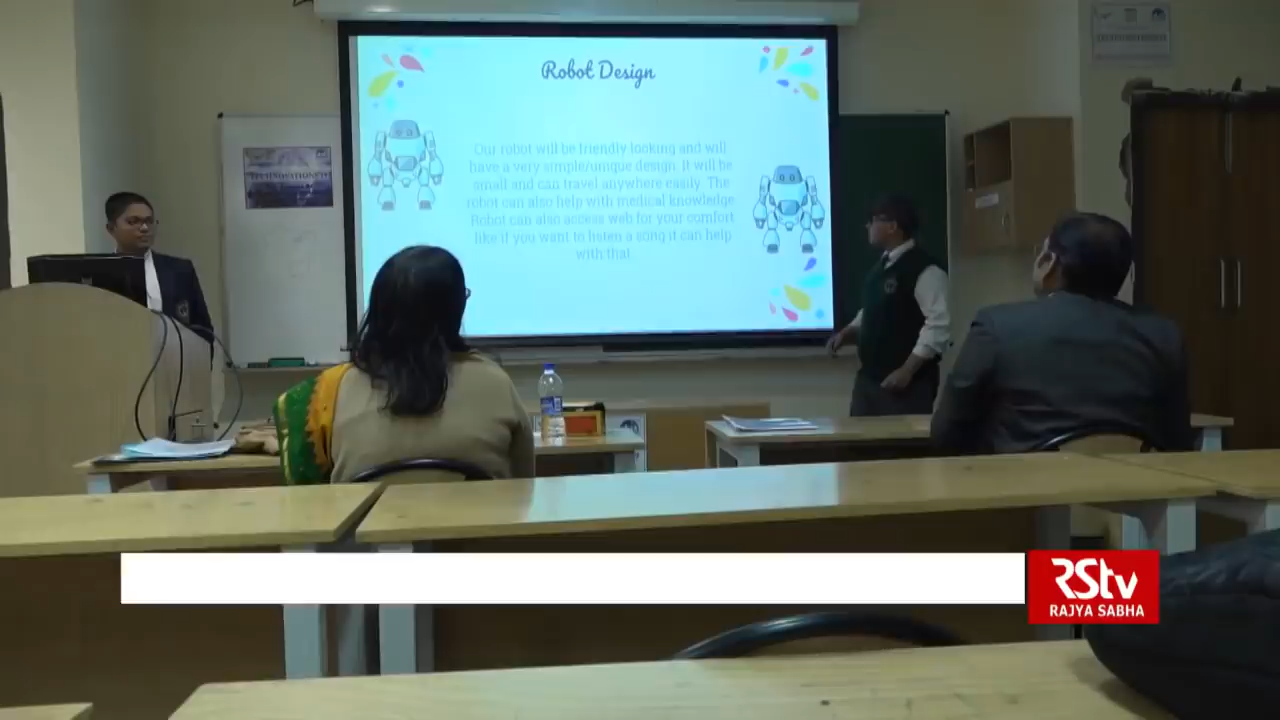 Robot Design
Our robot will be friendly looking and will
have a very simple/unique design. It will be
small and can travel anywhere easily. The
robot can also help with medical knowledge.
Robot can also access web for your comfort
like if you want to listen a song it can help
with that.
RStv
RAJYA SABHA